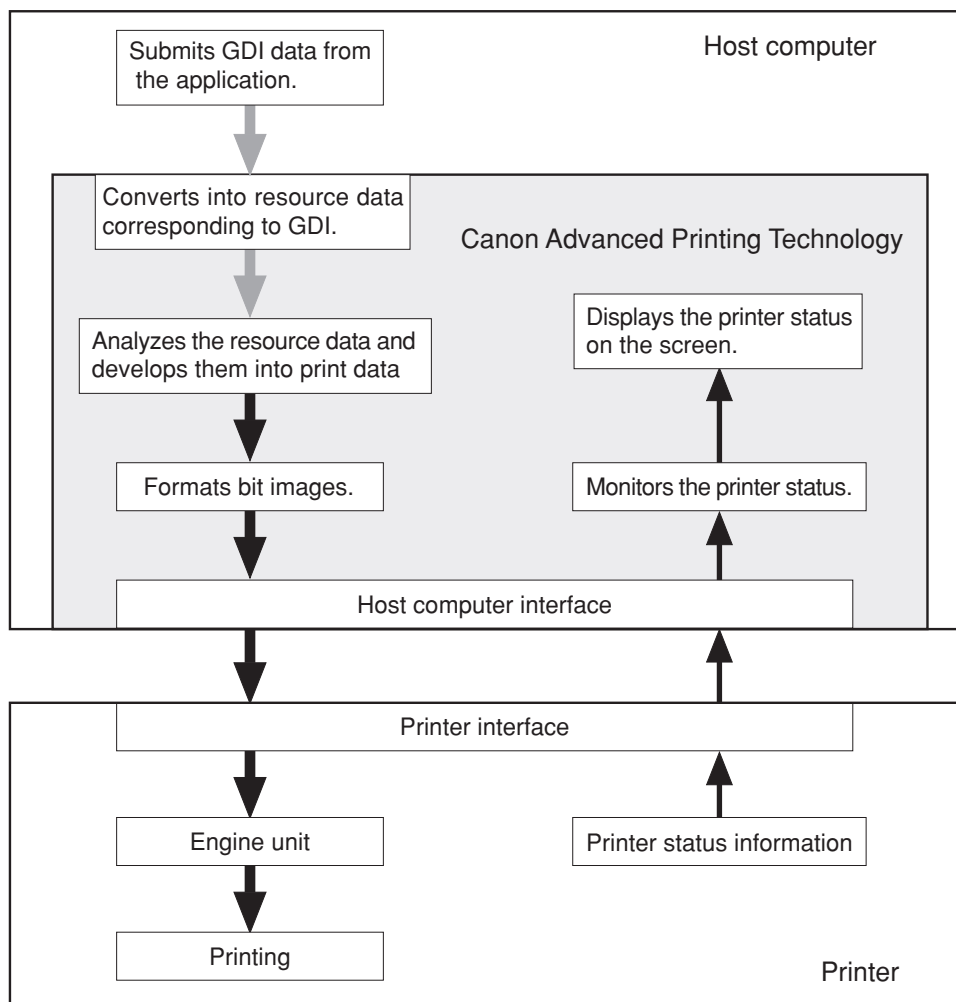 Host computer
Submits GDI data from
the application.
Converts into resource data
corresponding to GDI.
Canon Advanced Printing Technology
Analyzes the resource data and
develops them into print data
Displays the printer status
on the screen.
Formats bit images.
Monitors the printer status.
Host computer interface
Printer interface
Engine unit
Printer status information
Printing
Printer